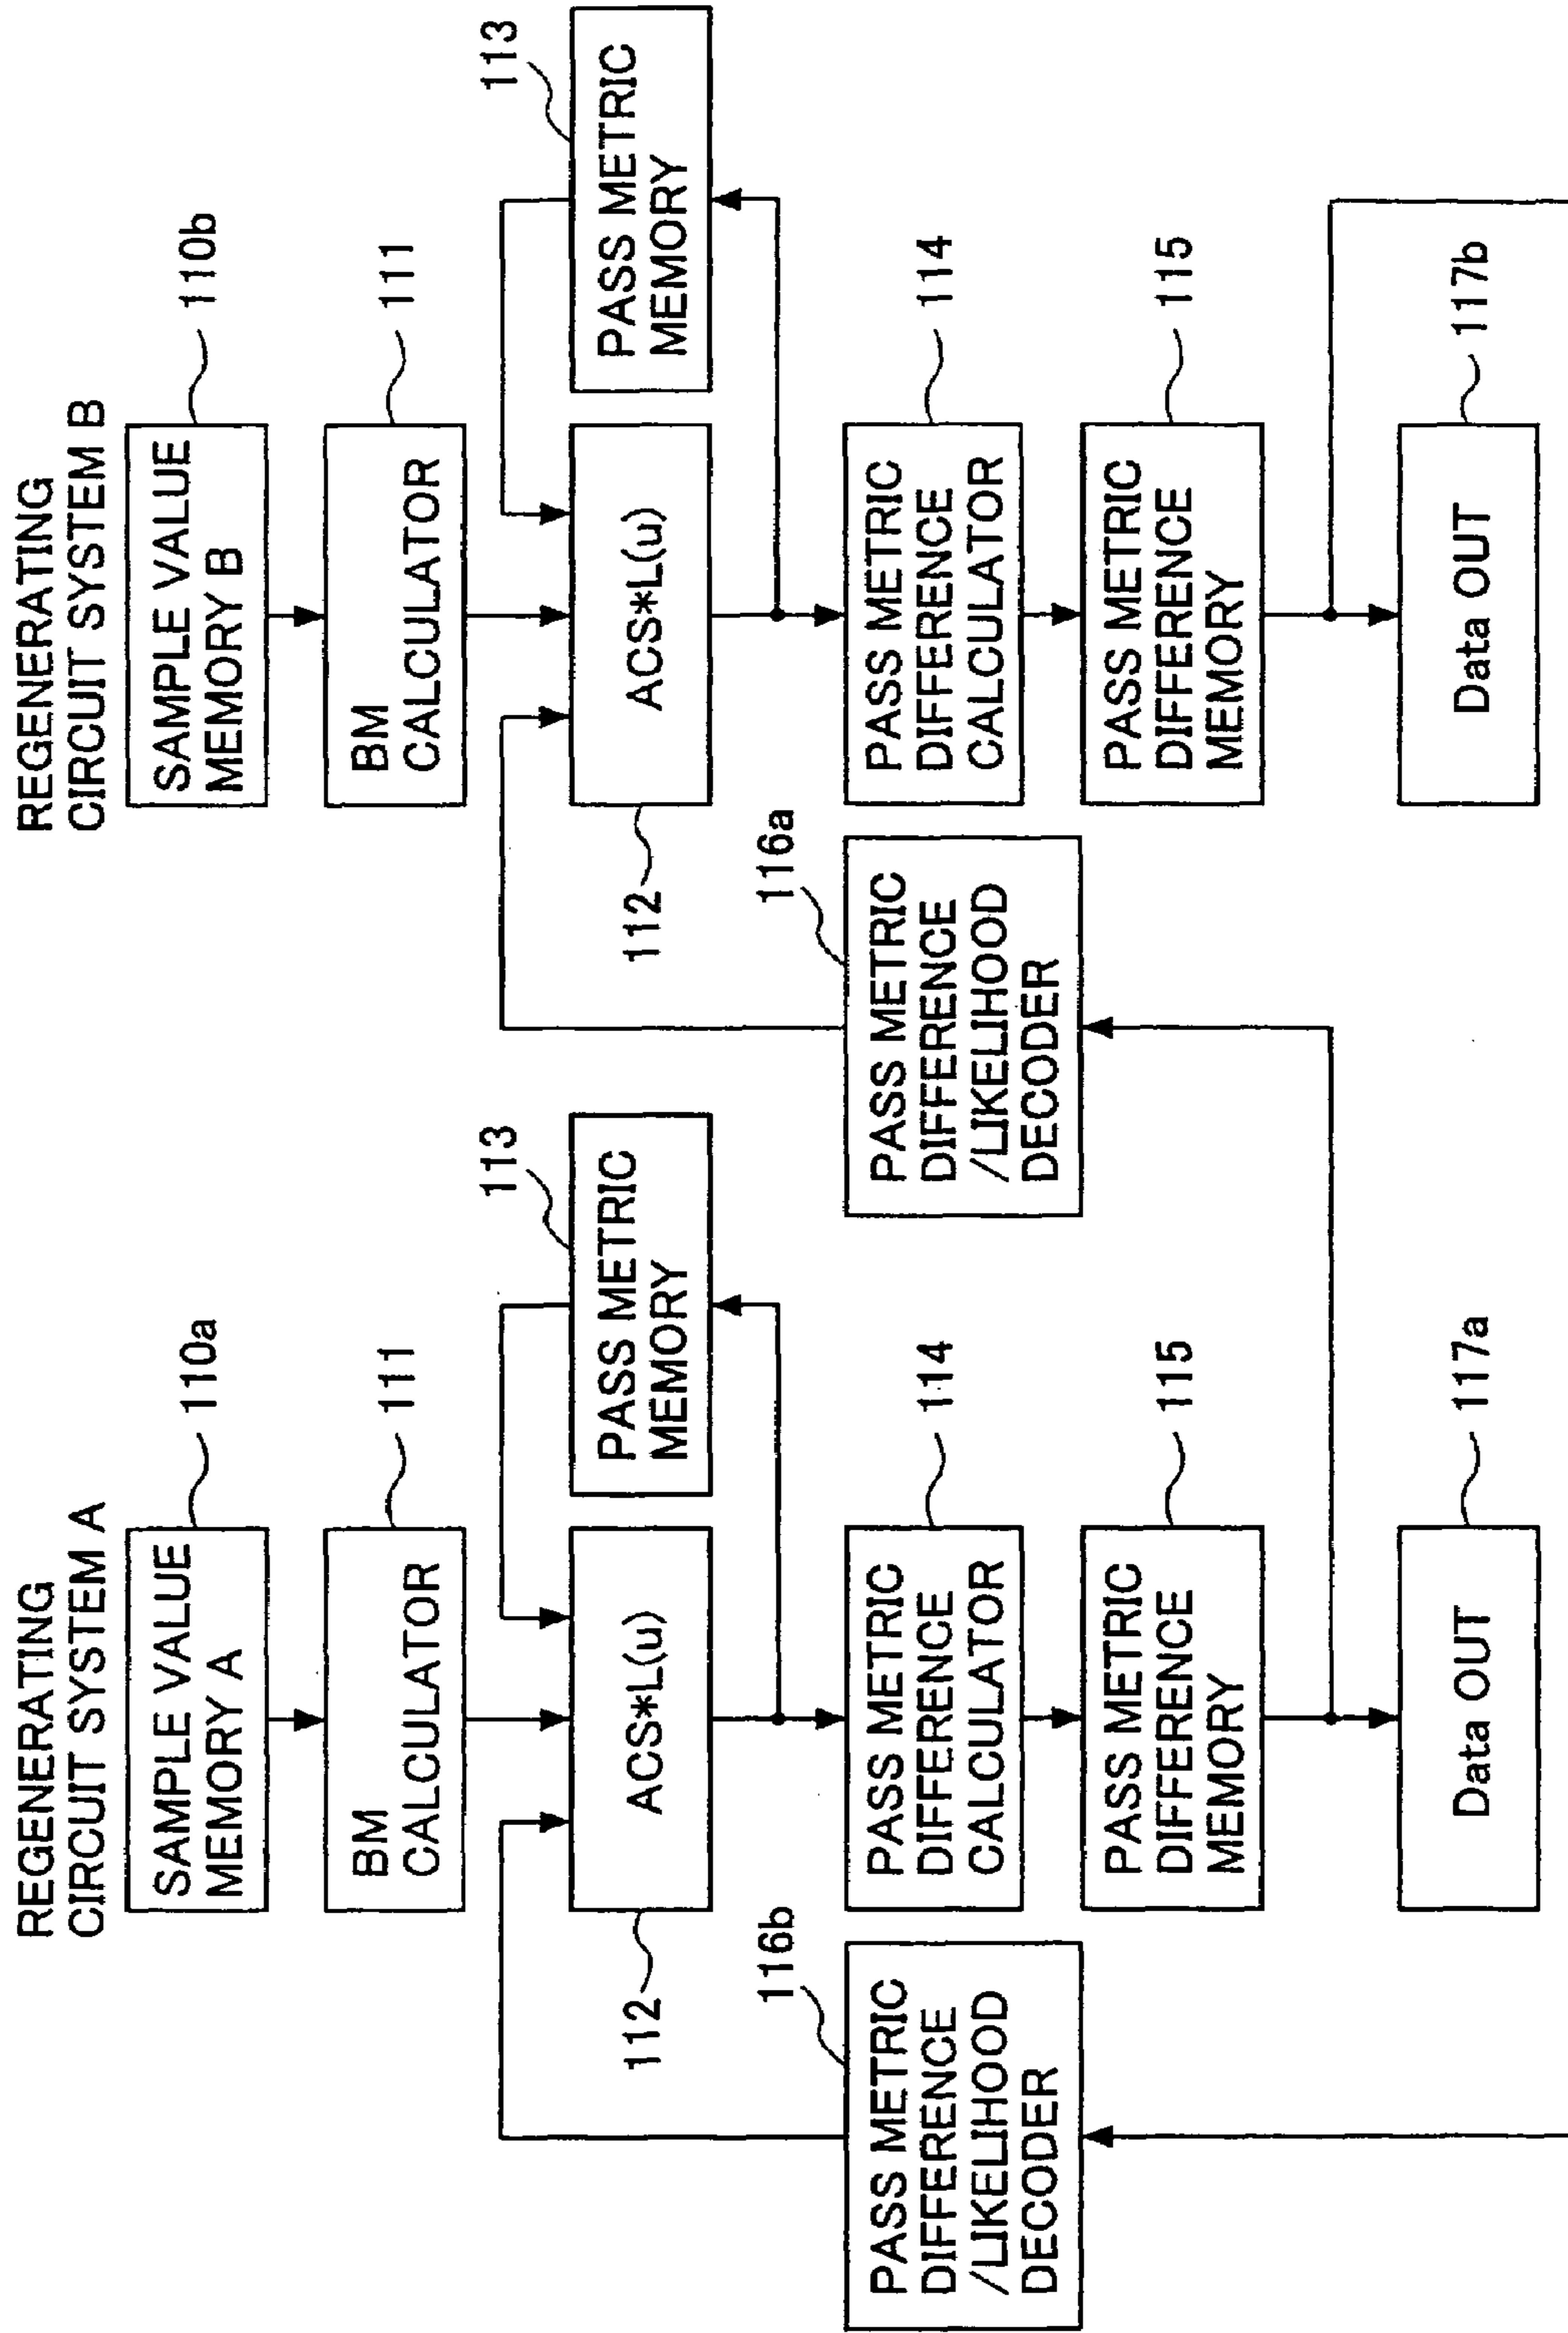 REGENERATING
CIRCUIT SYSTEM A
SAMPLE VALUE
MEMORY A
110a
BM
CALCULATOR
111
ACS*L(u)
112
PASS METRIC
MEMORY
113
PASS METRIC
DIFFERENCE
CALCULATOR
114
PASS METRIC
DIFFERENCE
MEMORY
115
PASS METRIC
DIFFERENCE
/LIKELIHOOD
DECODER
116b
Data OUT
117a
REGENERATING
CIRCUIT SYSTEM B
SAMPLE VALUE
MEMORY B
110b
BM
CALCULATOR
111
ACS*L(u)
112
PASS METRIC
MEMORY
113
PASS METRIC
DIFFERENCE
/LIKELIHOOD
DECODER
116a
PASS METRIC
DIFFERENCE
CALCULATOR
114
PASS METRIC
DIFFERENCE
MEMORY
115
Data OUT
117b